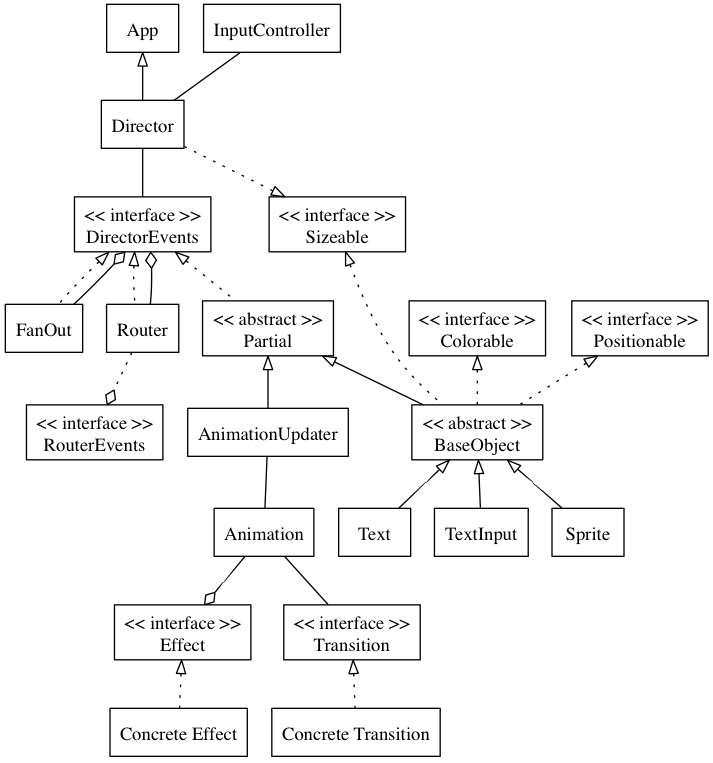 App
InputController
Director
<< interface >>
DirectorEvents
<< interface >>
Sizeable
FanOut
Router
<< abstract >>
Partial
<< interface >>
Colorable
<< interface >>
Positionable
<< interface >>
RouterEvents
AnimationUpdater
<< abstract >>
BaseObject
Animation
Text
TextInput
Sprite
<< interface >>
Effect
<< interface >>
Transition
Concrete Effect
Concrete Transition